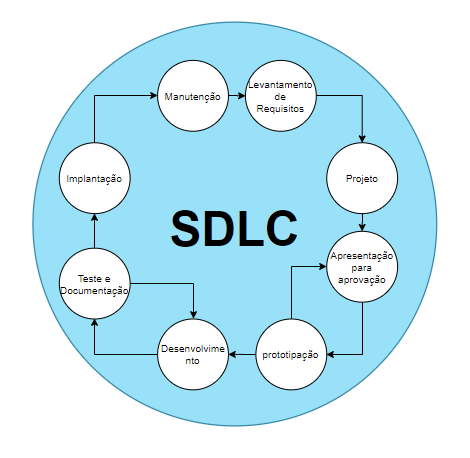 Manutenção
Levantamento
de
Requisitos
Implantação
Projeto
SDLC
Apresentação
para
aprovação
Teste e
Documentação
Desenvolvime
nto
prototipação